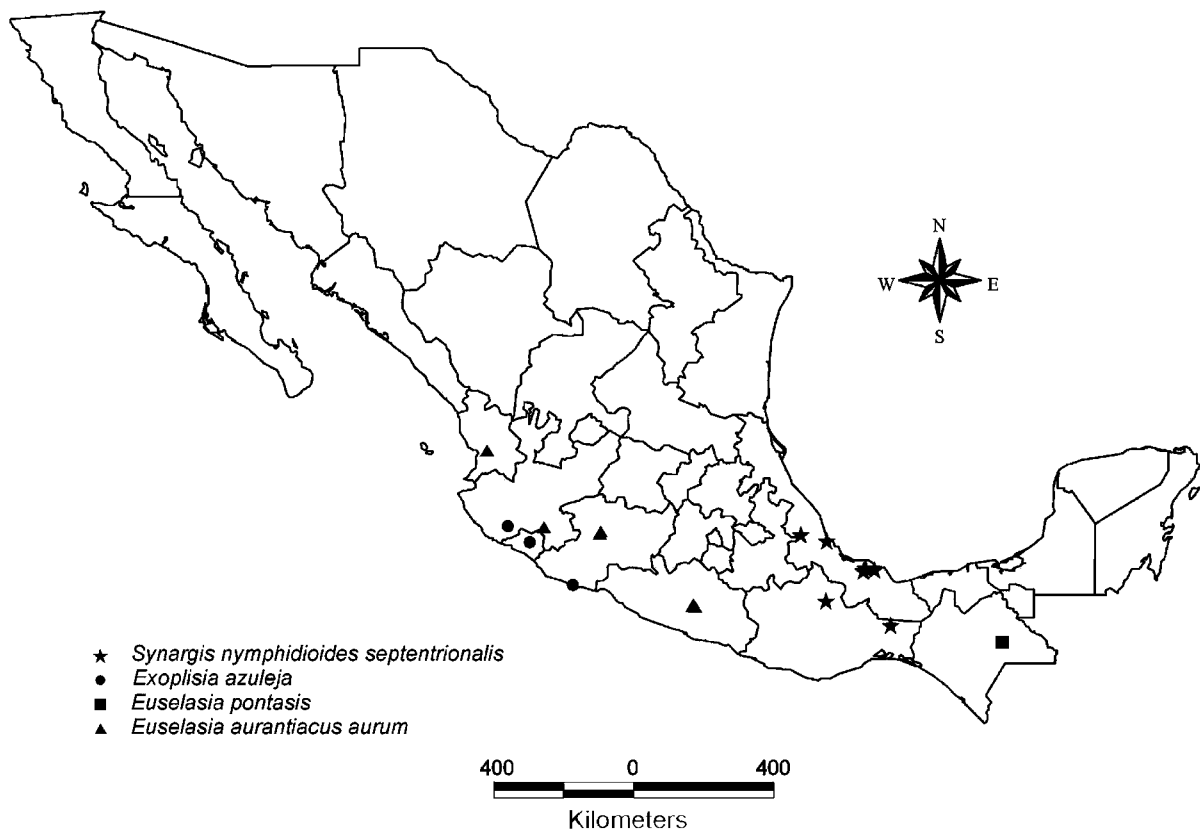 N
W E
S
Synargis nymphidioides septentrionalis
Exoplisia azuleja
Euselasia pontasis
Euselasia aurantiacus aurum
400 0 400
Kilometers